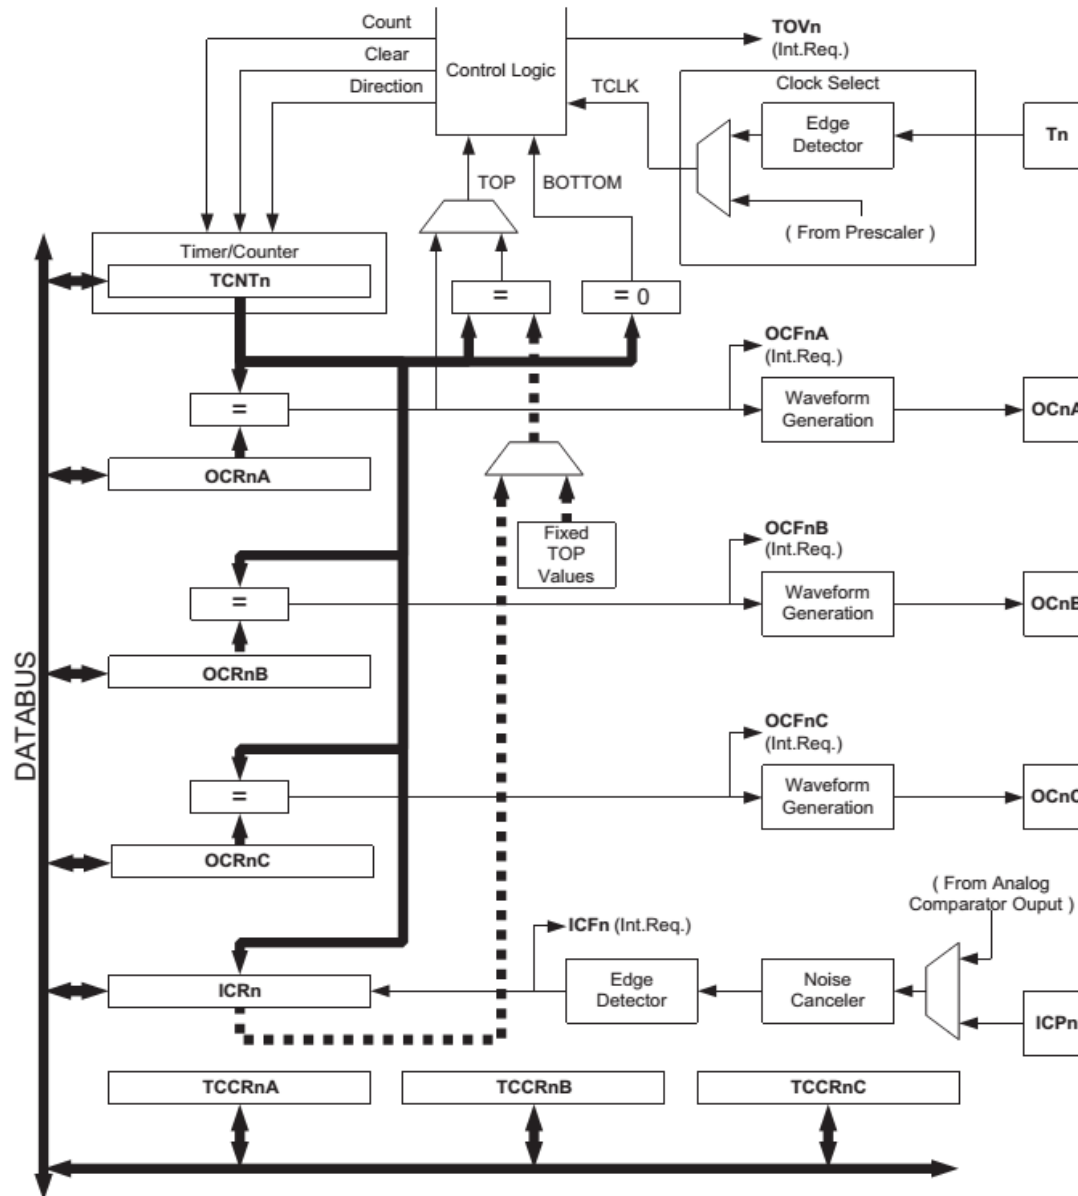 Count
Clear
Direction
Control Logic
TOVn
(Int.Req.)
TCLK
Clock Select
Edge
Detector
Tn
TOP
BOTTOM
( From Prescaler )
Timer/Counter
TCNTn
=
= 0
OCFnA
(Int.Req.)
=
Waveform
Generation
OCnA
OCRnA
Fixed
TOP
Values
OCFnB
(Int.Req.)
=
Waveform
Generation
OCnB
OCRnB
DATABUS
OCFnC
(Int.Req.)
=
Waveform
Generation
OCnC
OCRnC
( From Analog
Comparator Ouput )
ICFn (Int.Req.)
ICRn
Edge
Detector
Noise
Canceler
ICPn
TCCRnA
TCCRnB
TCCRnC